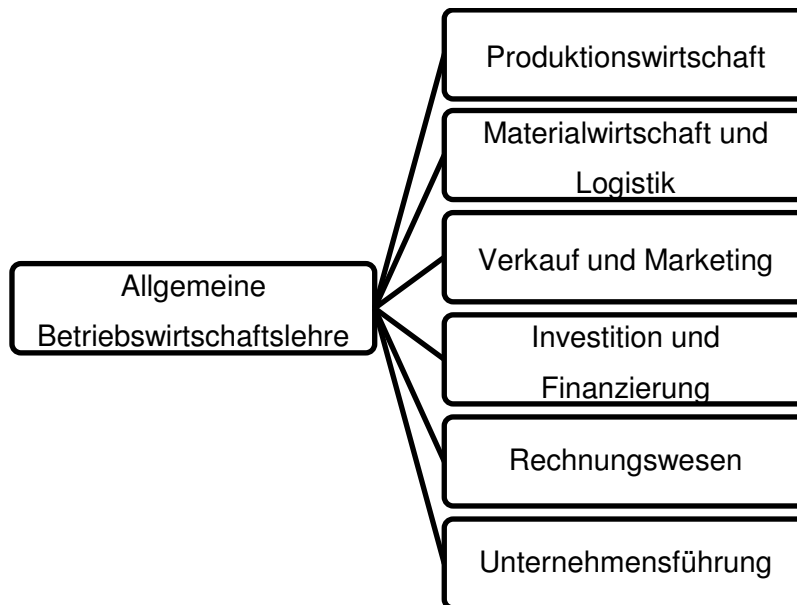 Produktionswirtschaft
Materialwirtschaft und
Logistik
Verkauf und Marketing
Allgemeine
Betriebswirtschaftslehre
Investition und
Finanzierung
Rechnungswesen
Unternehmensführung